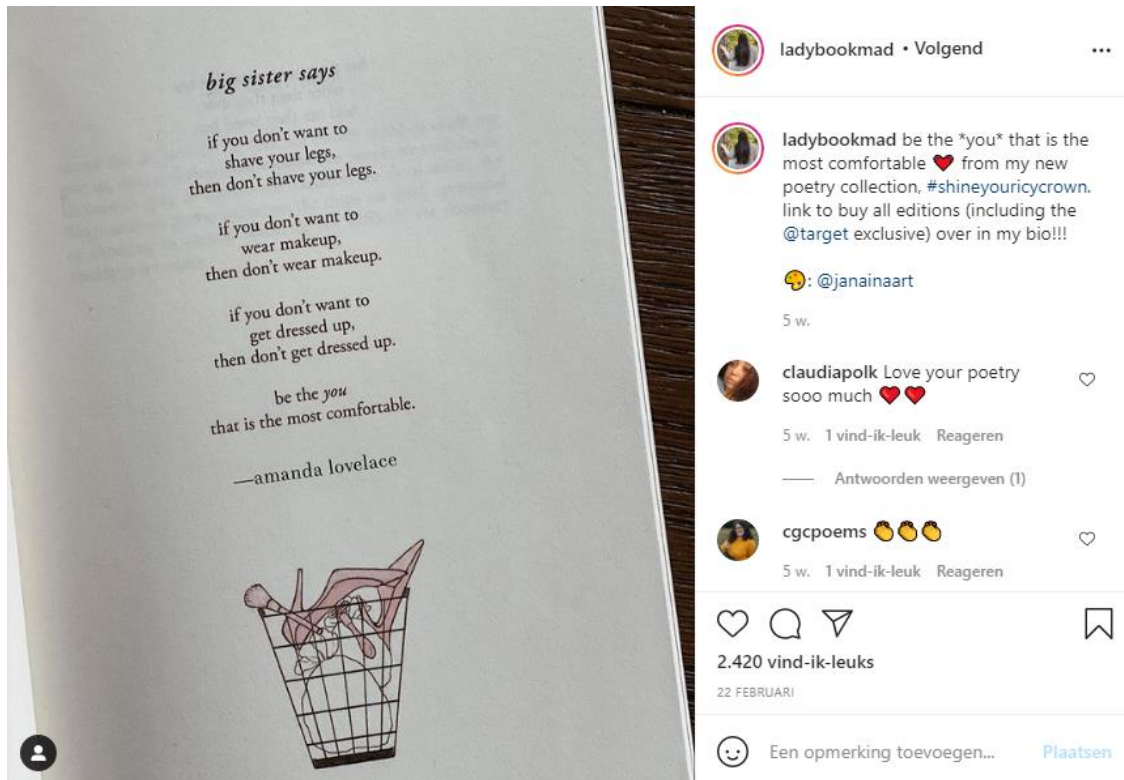 big sister says
if you don't want to
shave your legs,
then don't shave your legs.
if you don't want to
wear makeup,
then don't wear makeup.
if you don't want to
get dressed up,
then don't get dressed up.
be the you
that is the most comfortable.
—amanda lovelace
ladybookmad • Volgend
ladybookmad be the *you* that is the
most comfortable ❤️ from my new
poetry collection, #shineyouricycrown.
link to buy all editions (including the
@target exclusive) over in my bio!!!
🎨: @janainaart
5 w.
claudiapolk Love your poetry
sooo much ❤️❤️
5 w. 1 vind-ik-leuk Reageren
Antwoorden weergeven (1)
cgcpoems 👏👏👏
5 w. 1 vind-ik-leuk Reageren
2.420 vind-ik-leuks
22 FEBRUARI
Een opmerking toevoegen... Plaatsen